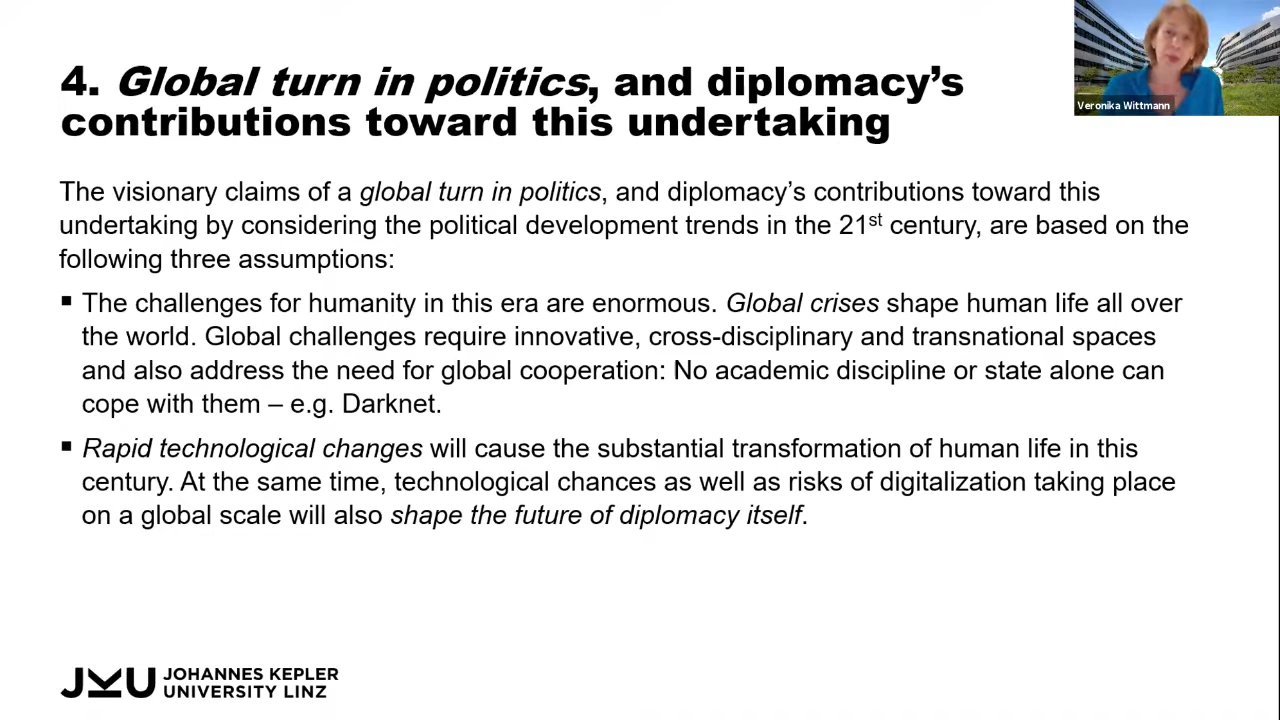 4. Global turn in politics, and diplomacy’s
contributions toward this undertaking
Veronika Wittmann
The visionary claims of a global turn in politics, and diplomacy’s contributions toward this
undertaking by considering the political development trends in the 21st century, are based on the
following three assumptions:
▪ The challenges for humanity in this era are enormous. Global crises shape human life all over
the world. Global challenges require innovative, cross-disciplinary and transnational spaces
and also address the need for global cooperation: No academic discipline or state alone can
cope with them – e.g. Darknet.
▪ Rapid technological changes will cause the substantial transformation of human life in this
century. At the same time, technological chances as well as risks of digitalization taking place
on a global scale will also shape the future of diplomacy itself.
JKU JOHANNES KEPLER
UNIVERSITY LINZ